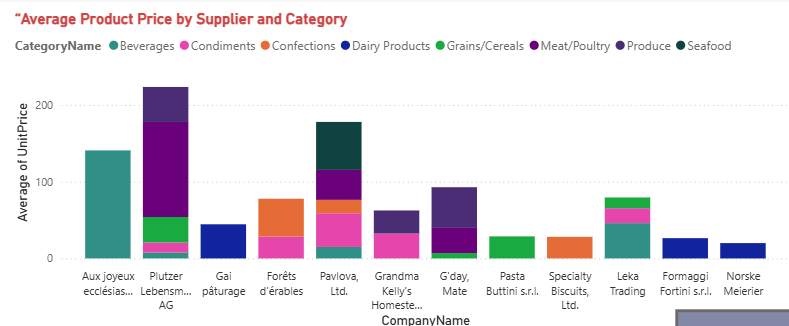 “Average Product Price by Supplier and Category
CategoryName Beverages Condiments Confections Dairy Products Grains/Cereals Meat/Poultry Produce Seafood
Average of UnitPrice
200
100
0
Aux joyeux
ecclésias...
Plutzer
Lebensm...
AG
Gai
pâturage
Forêts
d'érables
Pavlova,
Ltd.
Grandma
Kelly's
Homeste...
G'day,
Mate
Pasta
Buttini s.r.l.
Specialty
Biscuits,
Ltd.
Leka
Trading
Formaggi
Fortini s.r.l.
Norske
Meierier
CompanyName